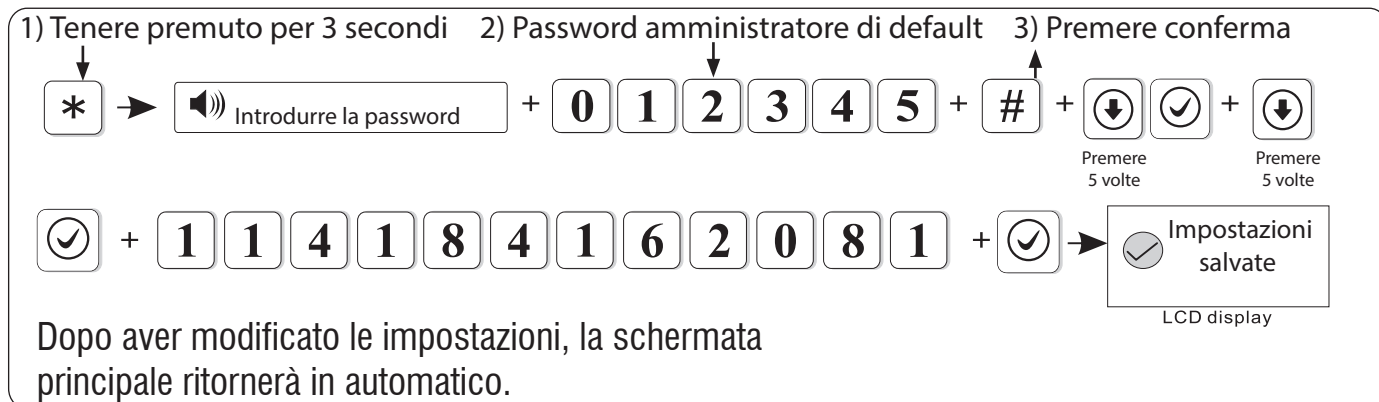 1) Tenere premuto per 3 secondi 2) Password amministratore di default 3) Premere conferma
* Introdurre la password + 0 1 2 3 4 5 + # + +
Premere Premere
5 volte 5 volte
+ 1 1 4 1 8 4 1 6 2 0 8 1 + Impostazioni
salvate
LCD display
Dopo aver modificato le impostazioni, la schermata
principale ritornerà in automatico.